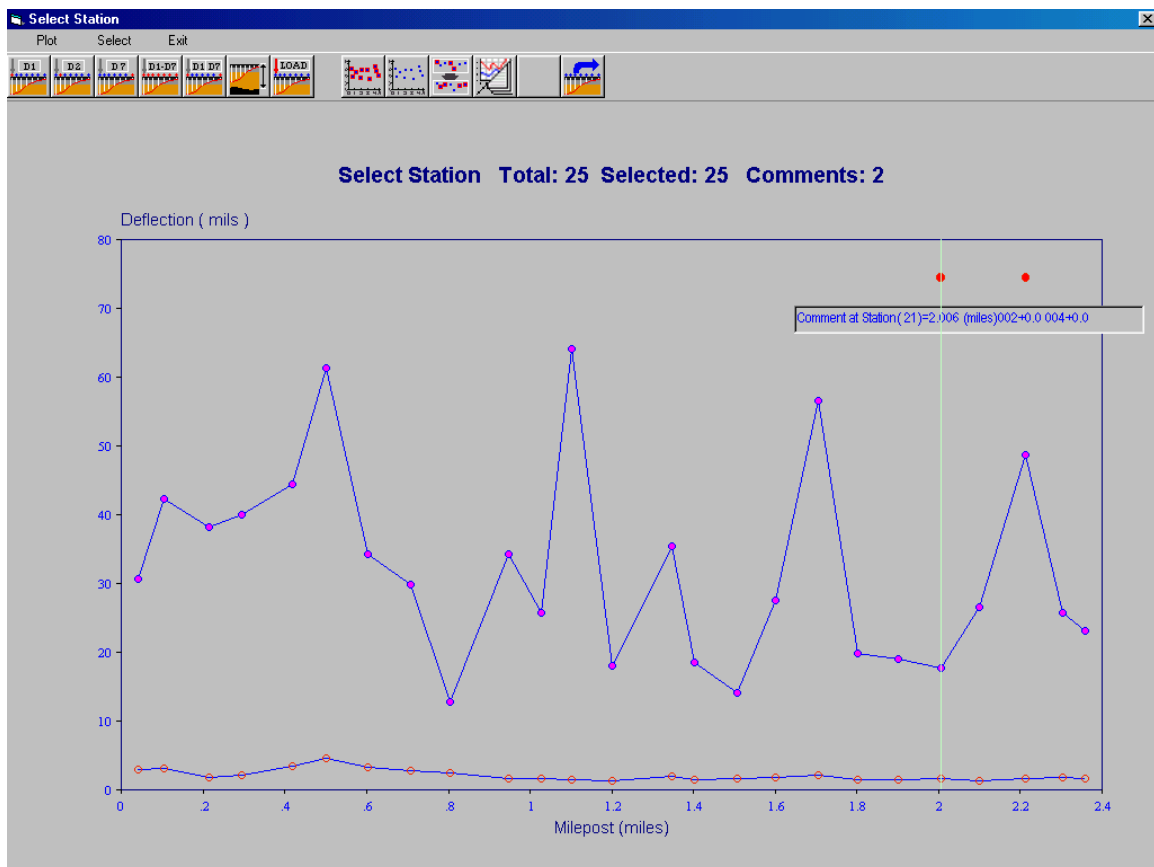 Select Station
Plot Select Exit
D1 D2 D7 D1-D7 D1 D7 LOAD
Select Station Total: 25 Selected: 25 Comments: 2
Deflection ( mils )
80
70
Comment at Station( 21)=2.006 (miles)002+0.0 004+0.0
60
50
40
30
20
10
0
0 .2 .4 .6 .8 1 1.2 1.4 1.6 1.8 2 2.2 2.4
Milepost (miles)